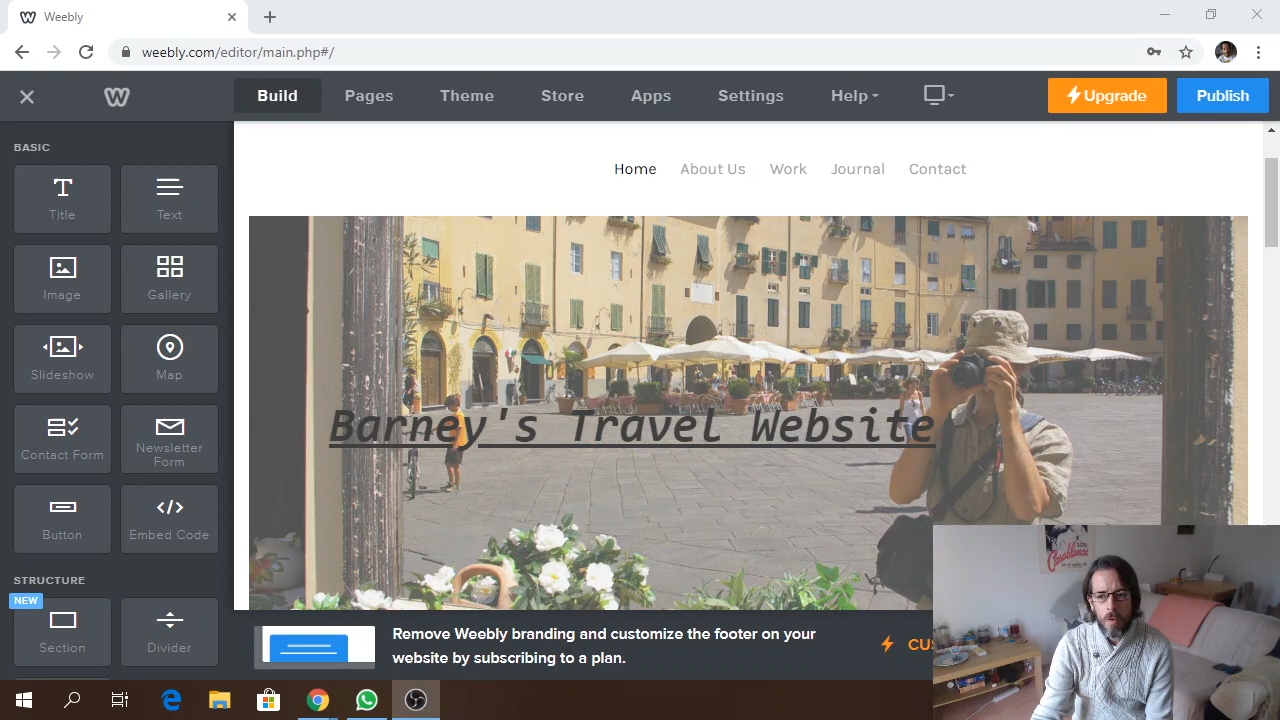 Weebly
weebly.com/editor/main.php#/
Build Pages Theme Store Apps Settings Help Upgrade Publish
BASIC
Title Text
Image Gallery
Slideshow Map
Contact Form Newsletter
Form
Button Embed Code
STRUCTURE
NEW
Section Divider
Home About Us Work Journal Contact
Barney's Travel Website
Remove Weebly branding and customize the footer on your
website by subscribing to a plan.
Casablanca